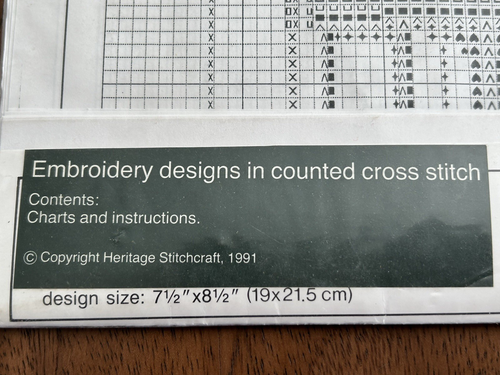 Embroidery designs in counted cross stitch
Contents:
Charts and instructions.
© Copyright Heritage Stitchcraft, 1991
design size: 7½"x8½" (19x21.5 cm)